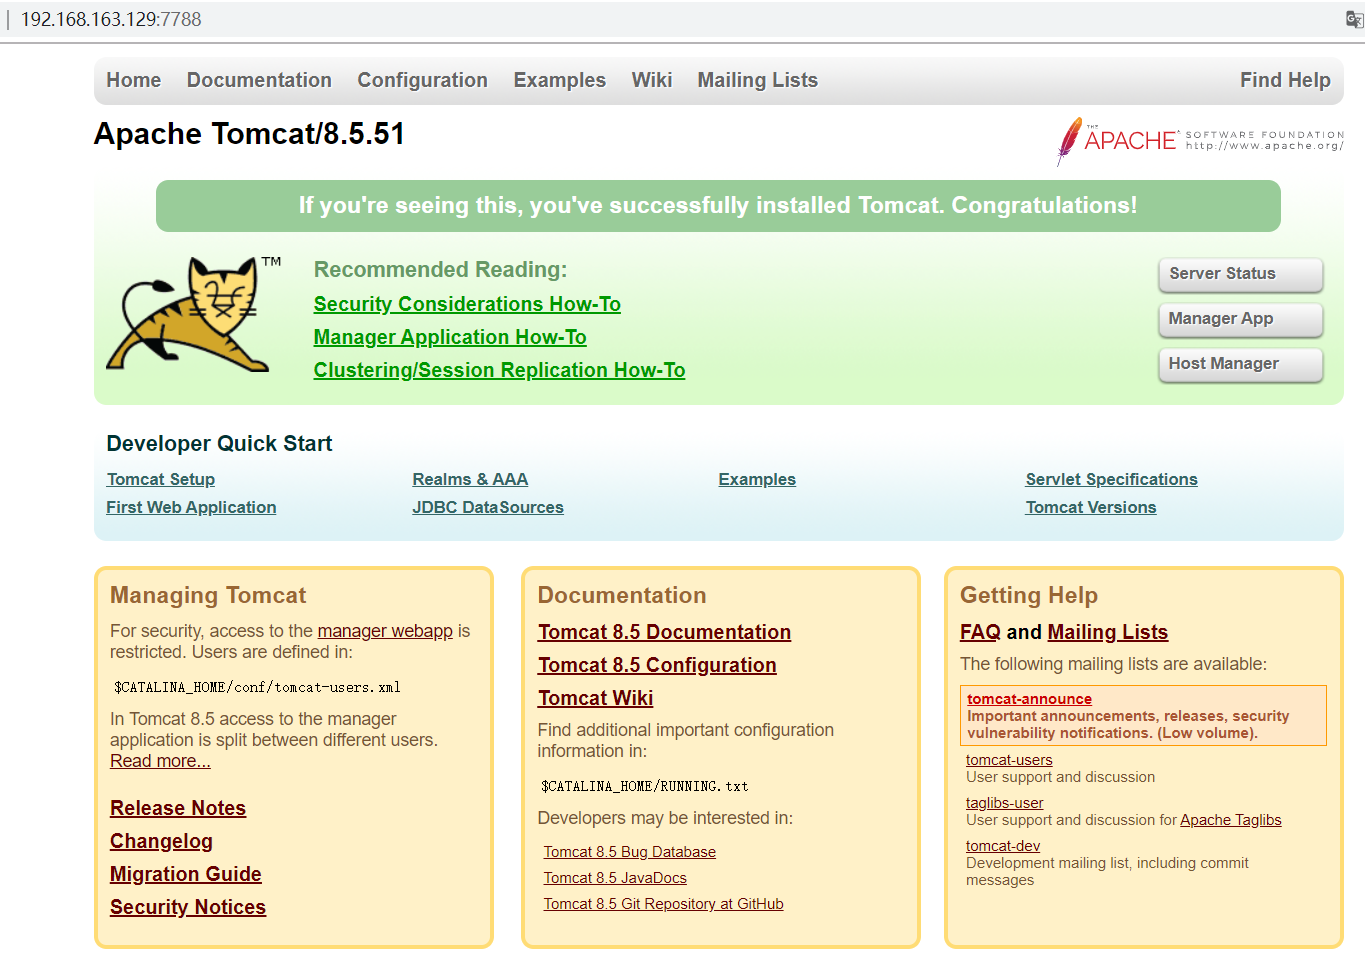 192.168.163.129:7788
Home Documentation Configuration Examples Wiki Mailing Lists Find Help
Apache Tomcat/8.5.51
THE APACHE® SOFTWARE FOUNDATION
http://www.apache.org/
If you're seeing this, you've successfully installed Tomcat. Congratulations!
TM
Recommended Reading:
Security Considerations How-To
Manager Application How-To
Clustering/Session Replication How-To
Server Status
Manager App
Host Manager
Developer Quick Start
Tomcat Setup
First Web Application
Realms & AAA
JDBC DataSources
Examples
Servlet Specifications
Tomcat Versions
Managing Tomcat
For security, access to the manager webapp is
restricted. Users are defined in:
$CATALINA_HOME/conf/tomcat-users.xml
In Tomcat 8.5 access to the manager
application is split between different users.
Read more...
Release Notes
Changelog
Migration Guide
Security Notices
Documentation
Tomcat 8.5 Documentation
Tomcat 8.5 Configuration
Tomcat Wiki
Find additional important configuration
information in:
$CATALINA_HOME/RUNNING.txt
Developers may be interested in:
Tomcat 8.5 Bug Database
Tomcat 8.5 JavaDocs
Tomcat 8.5 Git Repository at GitHub
Getting Help
FAQ and Mailing Lists
The following mailing lists are available:
tomcat-announce
Important announcements, releases, security
vulnerability notifications. (Low volume).
tomcat-users
User support and discussion
taglibs-user
User support and discussion for Apache Taglibs
tomcat-dev
Development mailing list, including commit
messages